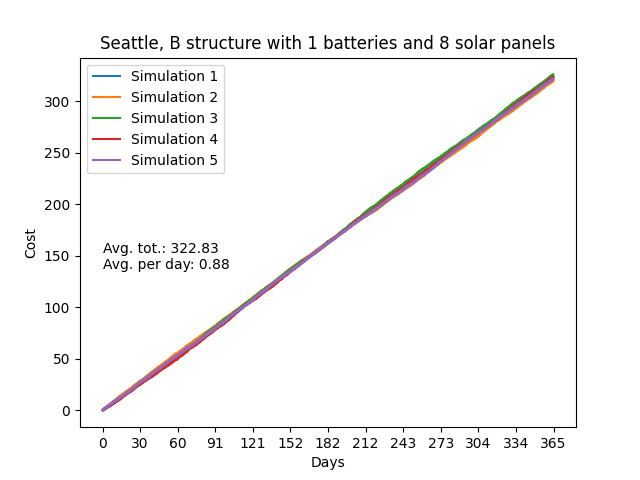 Seattle, B structure with 1 batteries and 8 solar panels
Simulation 1
Simulation 2
Simulation 3
Simulation 4
Simulation 5
Avg. tot.: 322.83
Avg. per day: 0.88
Cost
300
250
200
150
100
50
0
0 30 60 91 121 152 182 212 243 273 304 334 365
Days